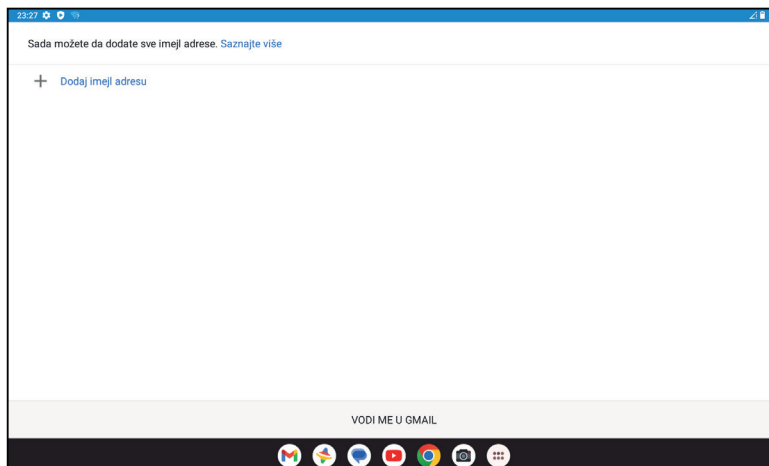 23:27
Sada možete da dodate sve imejl adrese. Saznajte više
Dodaj imejl adresu
VODI ME U GMAIL